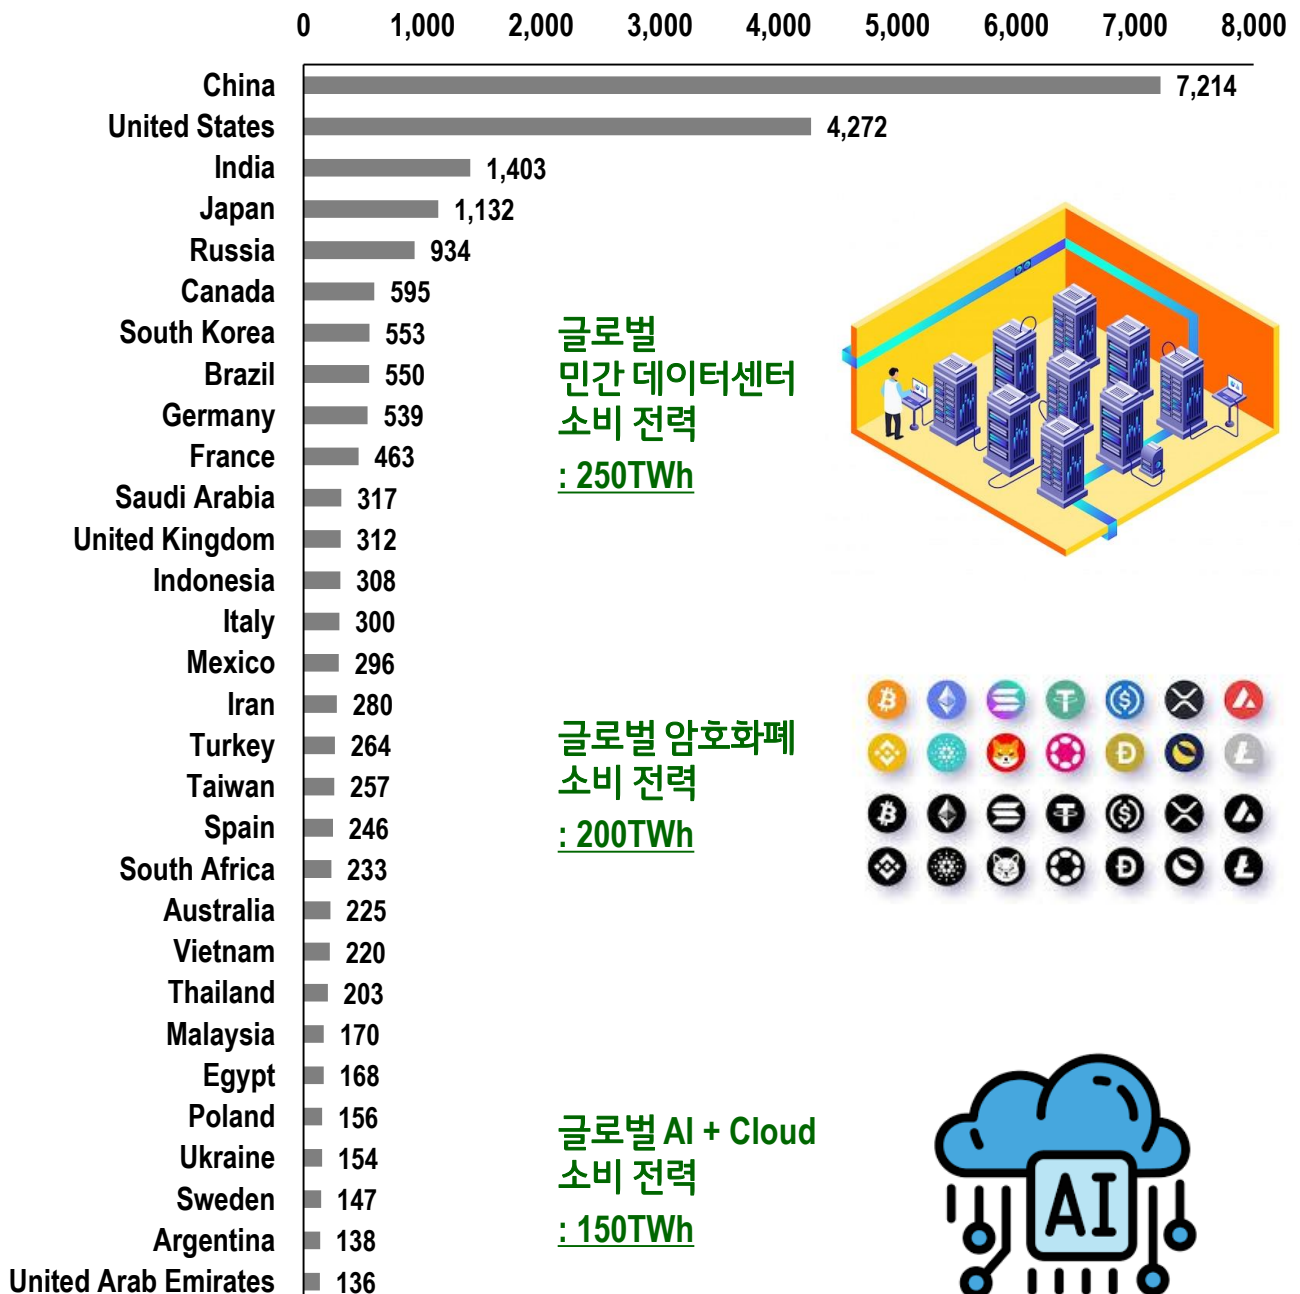 0 1,000 2,000 3,000 4,000 5,000 6,000 7,000 8,000
China 7,214
United States 4,272
India 1,403
Japan 1,132
Russia 934
Canada 595
South Korea 553
Brazil 550
Germany 539
France 463
Saudi Arabia 317
United Kingdom 312
Indonesia 308
Italy 300
Mexico 296
Iran 280
Turkey 264
Taiwan 257
Spain 246
South Africa 233
Australia 225
Vietnam 220
Thailand 203
Malaysia 170
Egypt 168
Poland 156
Ukraine 154
Sweden 147
Argentina 138
United Arab Emirates 136
글로벌
민간 데이터센터
소비 전력
: 250TWh
글로벌 암호화폐
소비 전력
: 200TWh
글로벌 AI + Cloud
소비 전력
: 150TWh
AI